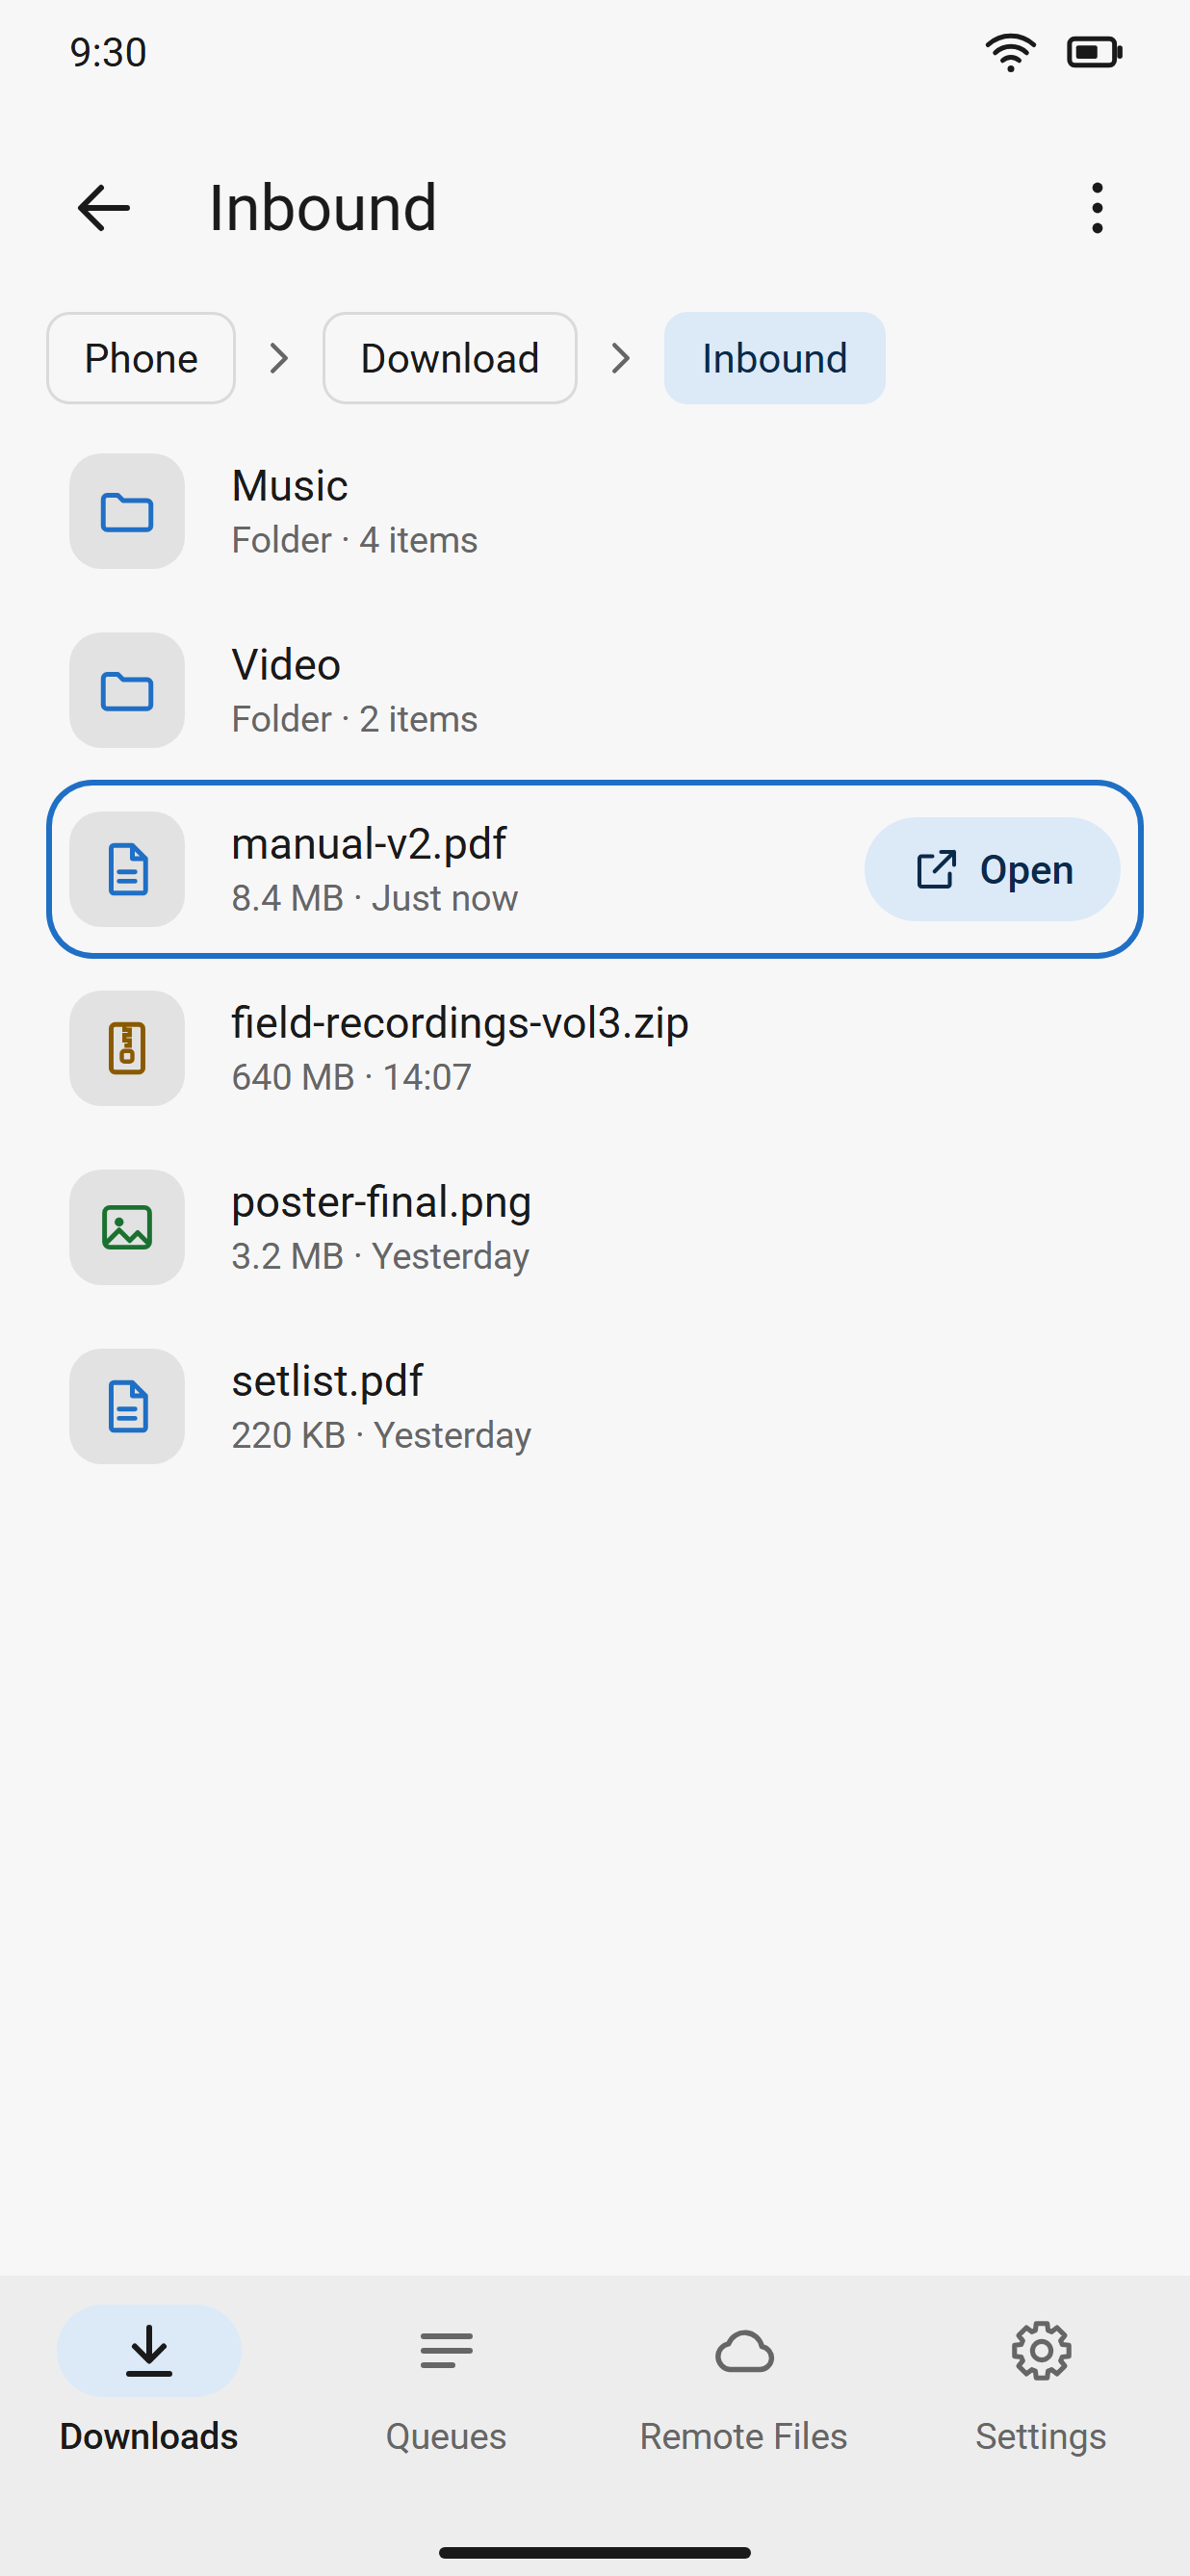 9:30
Inbound
Phone
Download
Inbound
Music
Folder · 4 items
Video
Folder · 2 items
manual-v2.pdf
8.4 MB · Just now
Open
field-recordings-vol3.zip
640 MB · 14:07
poster-final.png
3.2 MB · Yesterday
setlist.pdf
220 KB · Yesterday
Downloads
Queues
Remote Files
Settings